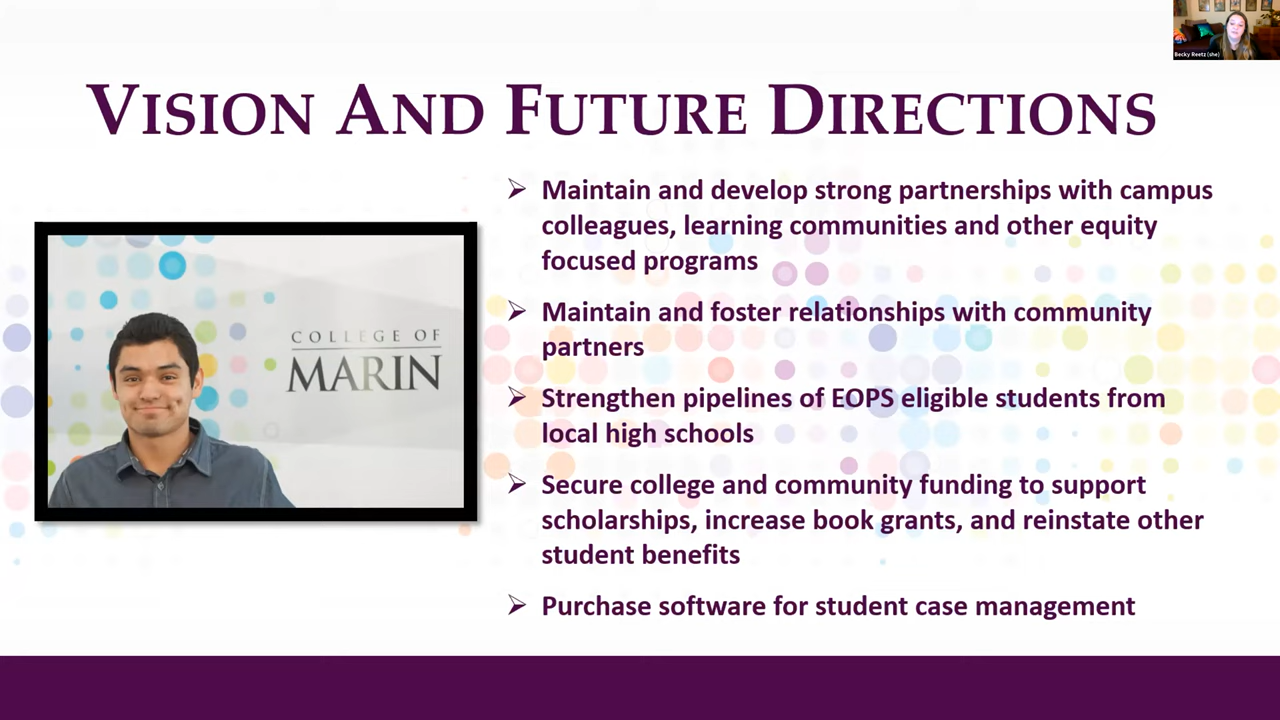 Becky Reetz (she)
VISION AND FUTURE DIRECTIONS
COLLEGE OF
MARIN
➢ Maintain and develop strong partnerships with campus
colleagues, learning communities and other equity
focused programs
➢ Maintain and foster relationships with community
partners
➢ Strengthen pipelines of EOPS eligible students from
local high schools
➢ Secure college and community funding to support
scholarships, increase book grants, and reinstate other
student benefits
➢ Purchase software for student case management